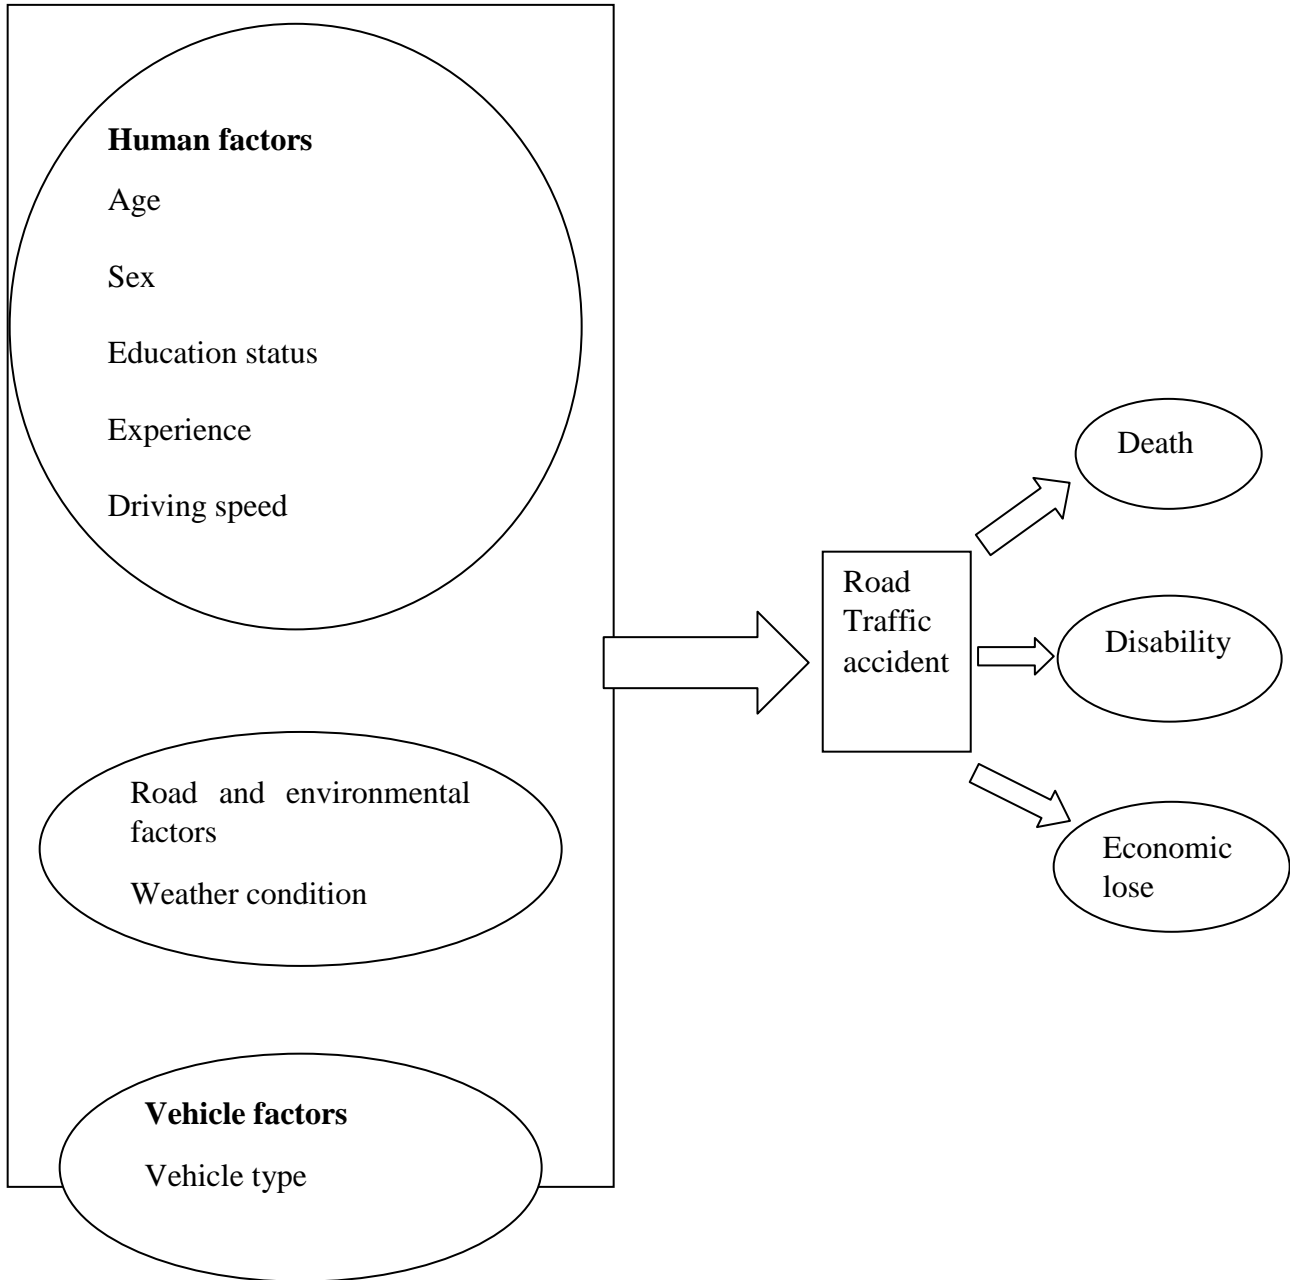 Human factors
Age
Sex
Education status
Experience
Driving speed
Road and environmental
factors
Weather condition
Vehicle factors
Vehicle type
Road
Traffic
accident
Death
Disability
Economic
lose